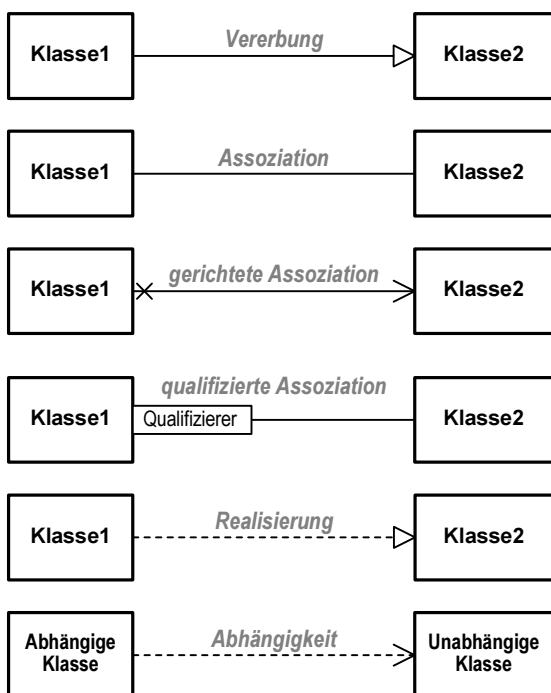 Klasse1 Vererbung Klasse2
Klasse1 Assoziation Klasse2
Klasse1 gerichtete Assoziation Klasse2
qualifizierte Assoziation
Klasse1 Qualifizierer Klasse2
Klasse1 Realisierung Klasse2
Abhängige Klasse Abhängigkeit Unabhängige Klasse